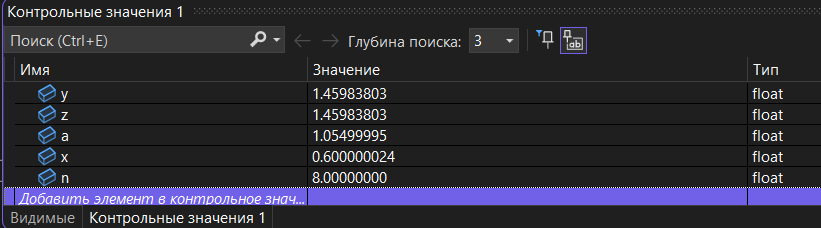 Контрольные значения 1
Поиск (Ctrl+E) Глубина поиска: 3
Имя Значение Тип
y 1.45983803 float
z 1.45983803 float
a 1.05499995 float
x 0.600000024 float
n 8.00000000 float
Добавить элемент в контрольное знач...
Видимые Контрольные значения 1